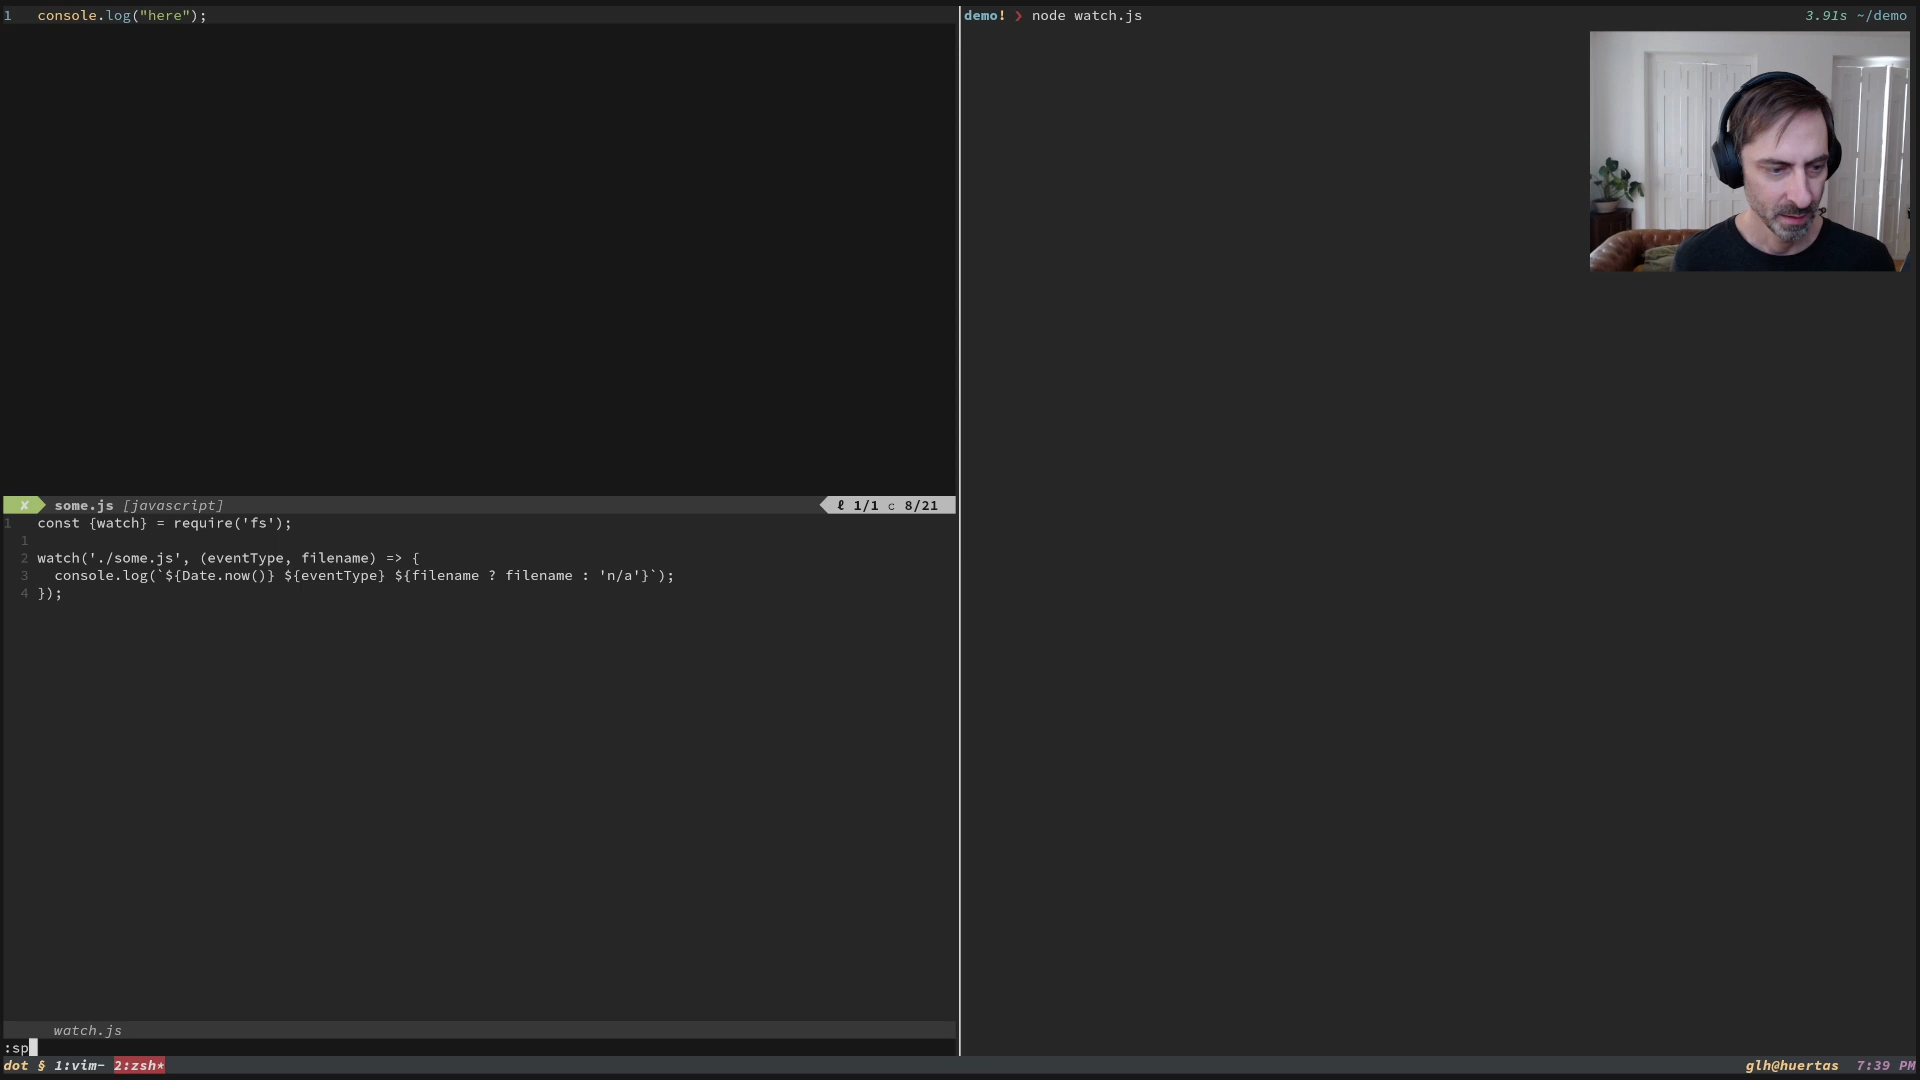 1 console.log("here");
✘ some.js [javascript] ℓ 1/1 c 8/21
1 const {watch} = require('fs');
1
2 watch('./some.js', (eventType, filename) => {
3 console.log(`${Date.now()} ${eventType} ${filename ? filename : 'n/a'}`);
4 });
watch.js
:sp
demo! ❯ node watch.js 3.91s ~/demo
dot § 1:vim- 2:zsh* glh@huertas 7:39 PM